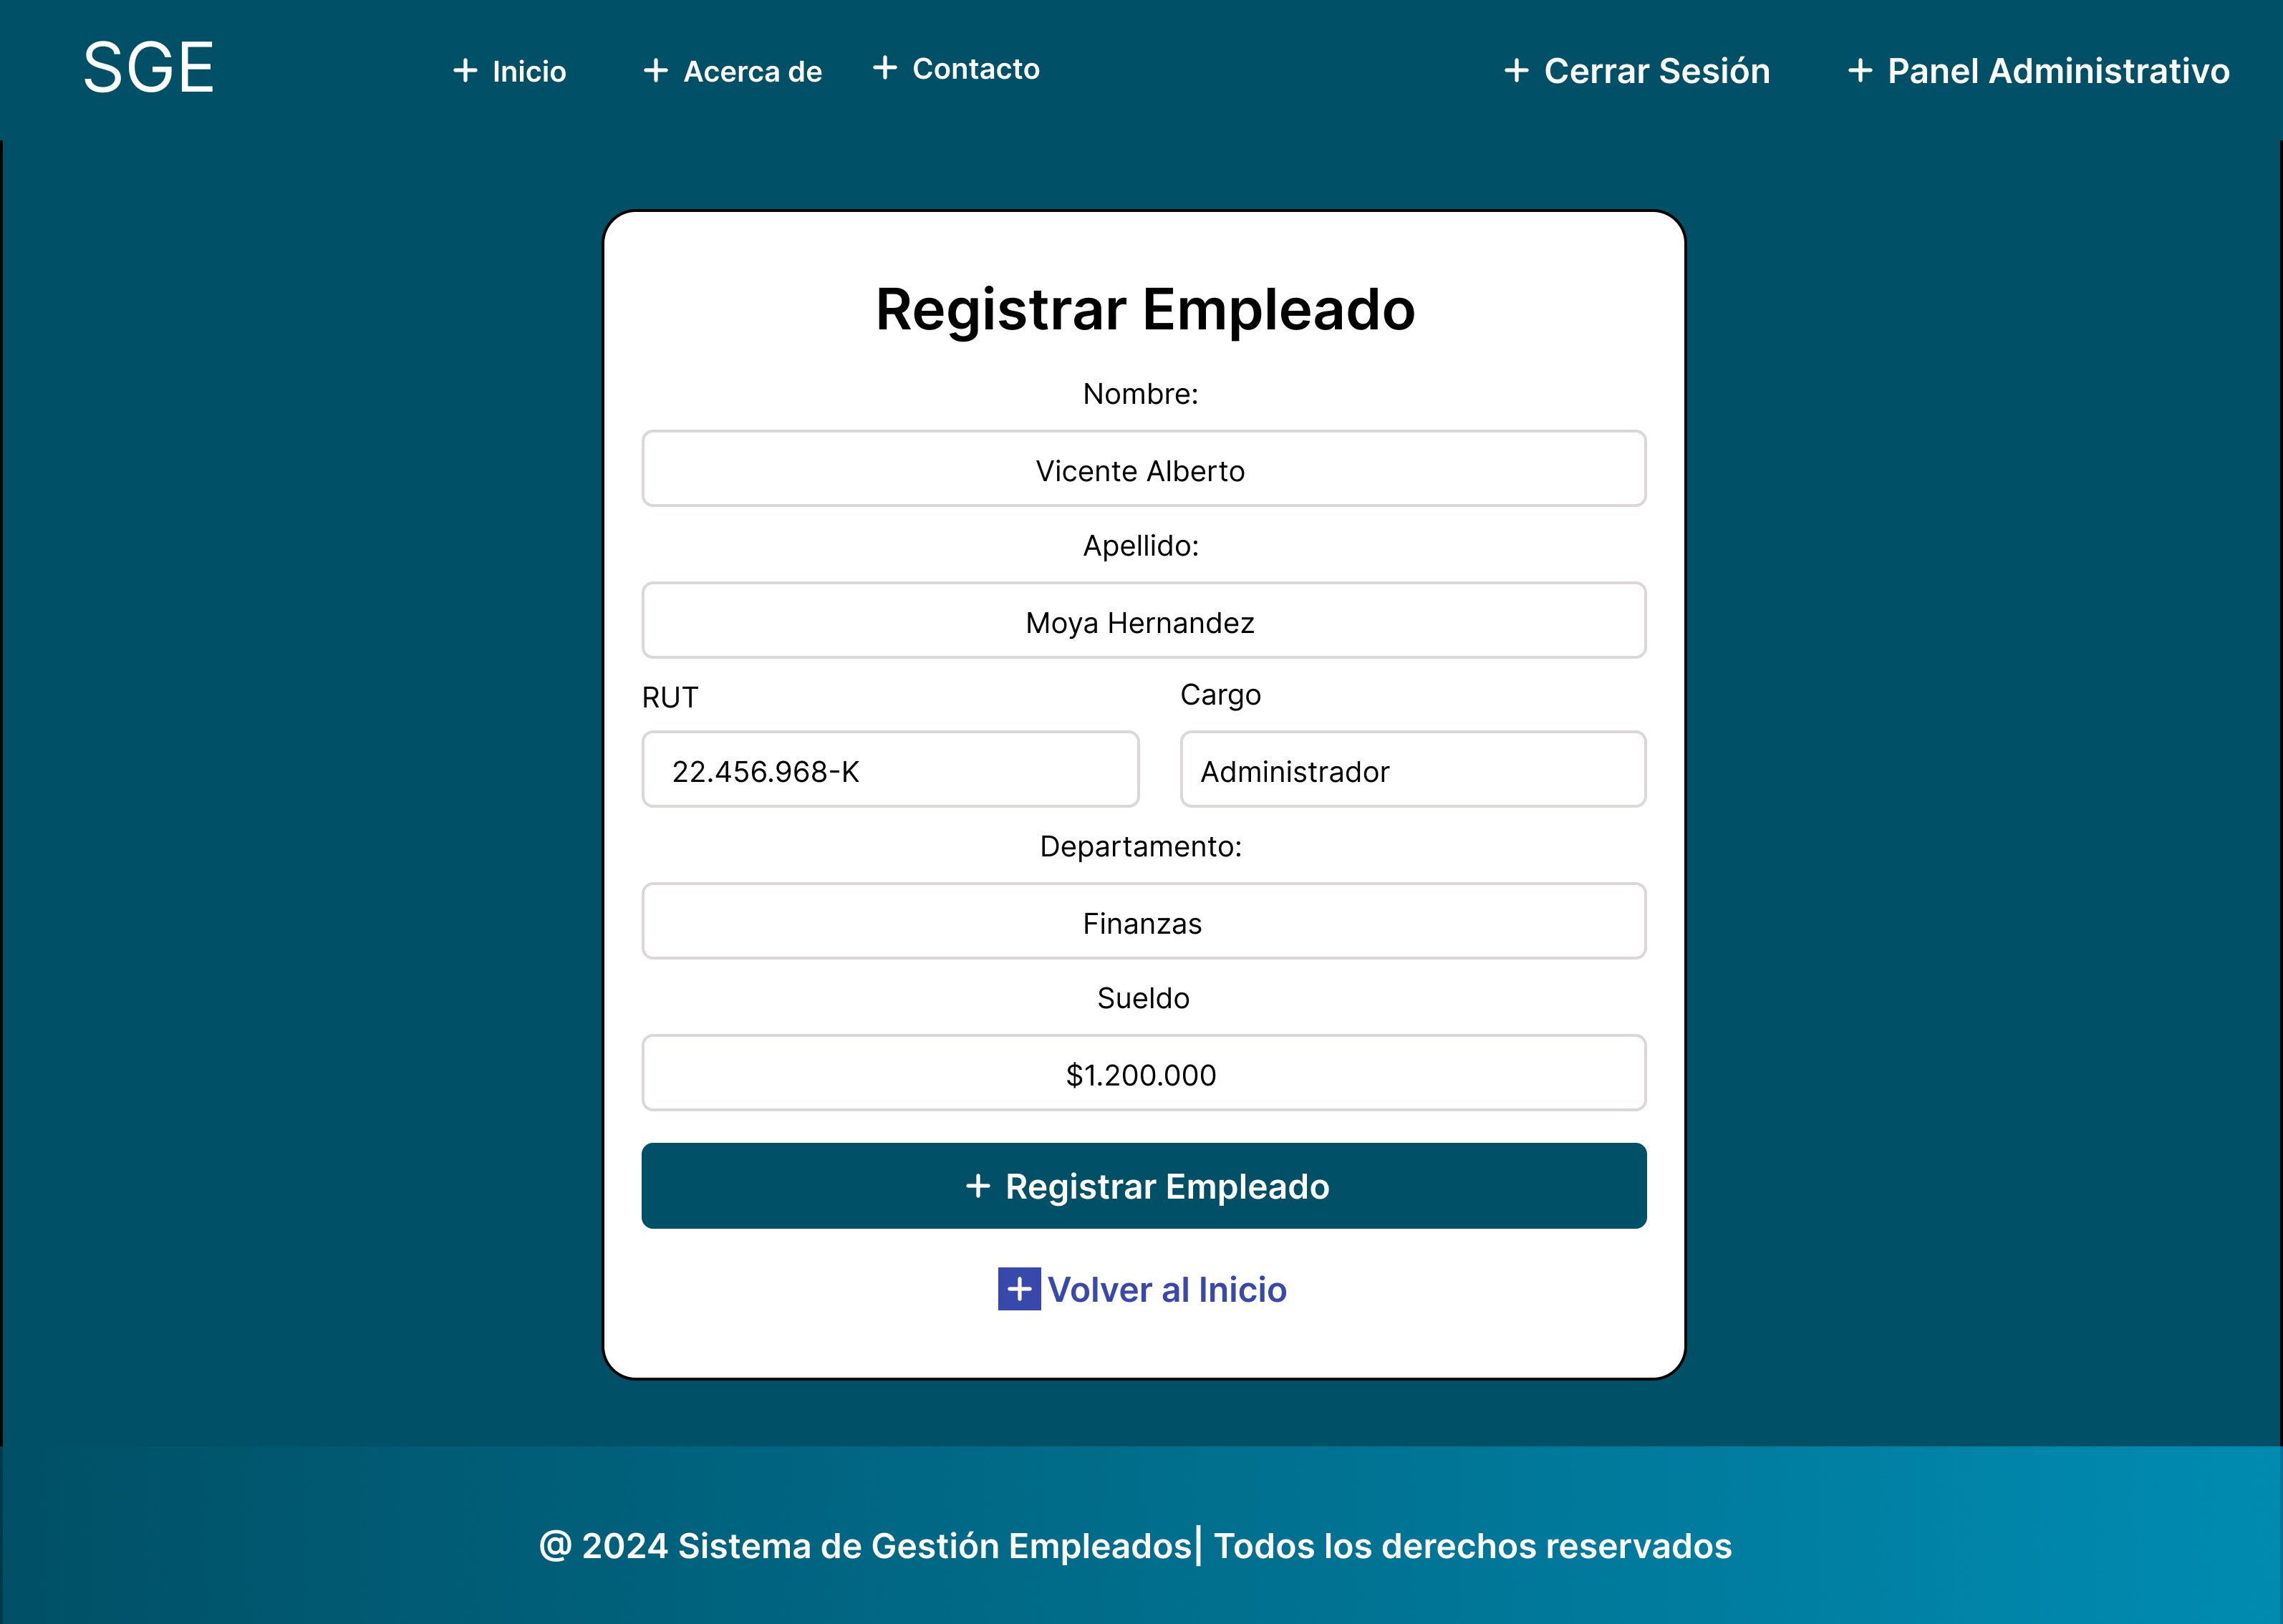 SGE
+ Inicio
+ Acerca de
+ Contacto
+ Cerrar Sesión
+ Panel Administrativo
Registrar Empleado
Nombre:
Vicente Alberto
Apellido:
Moya Hernandez
RUT
Cargo
22.456.968-K
Administrador
Departamento:
Finanzas
Sueldo
$1.200.000
+ Registrar Empleado
+ Volver al Inicio
@ 2024 Sistema de Gestión Empleados| Todos los derechos reservados